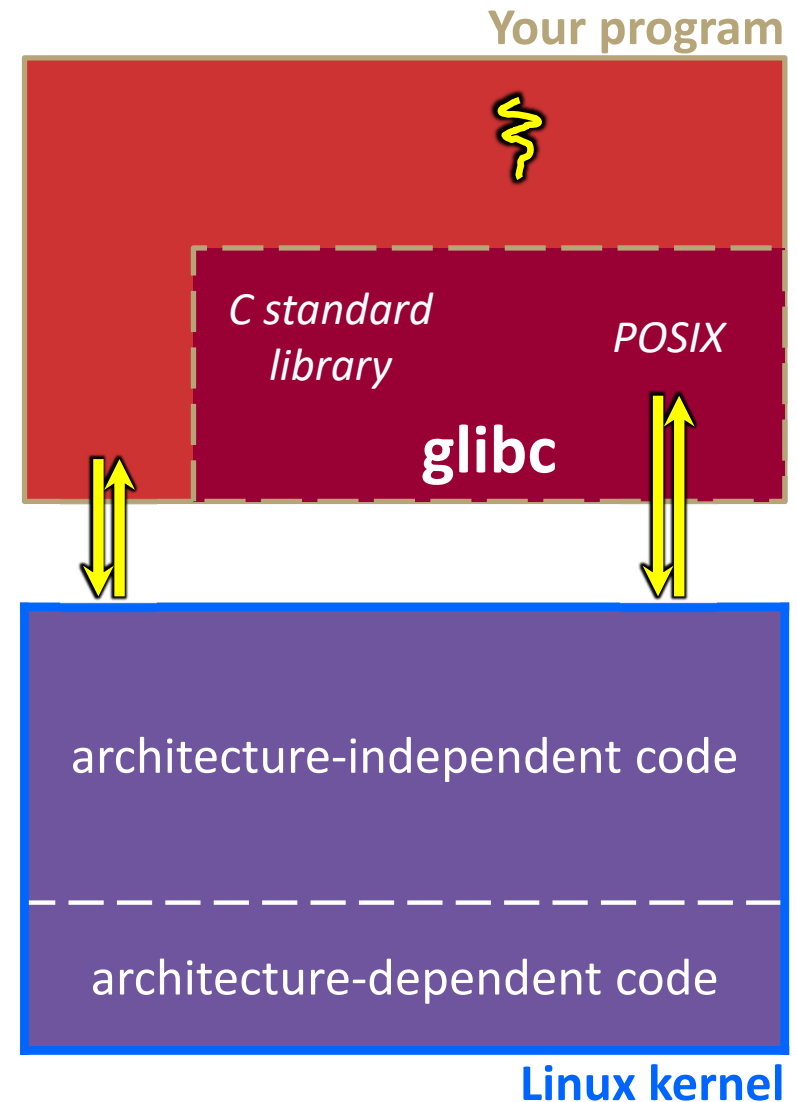 Your program
C standard
library
POSIX
glibc
architecture-independent code
architecture-dependent code
Linux kernel